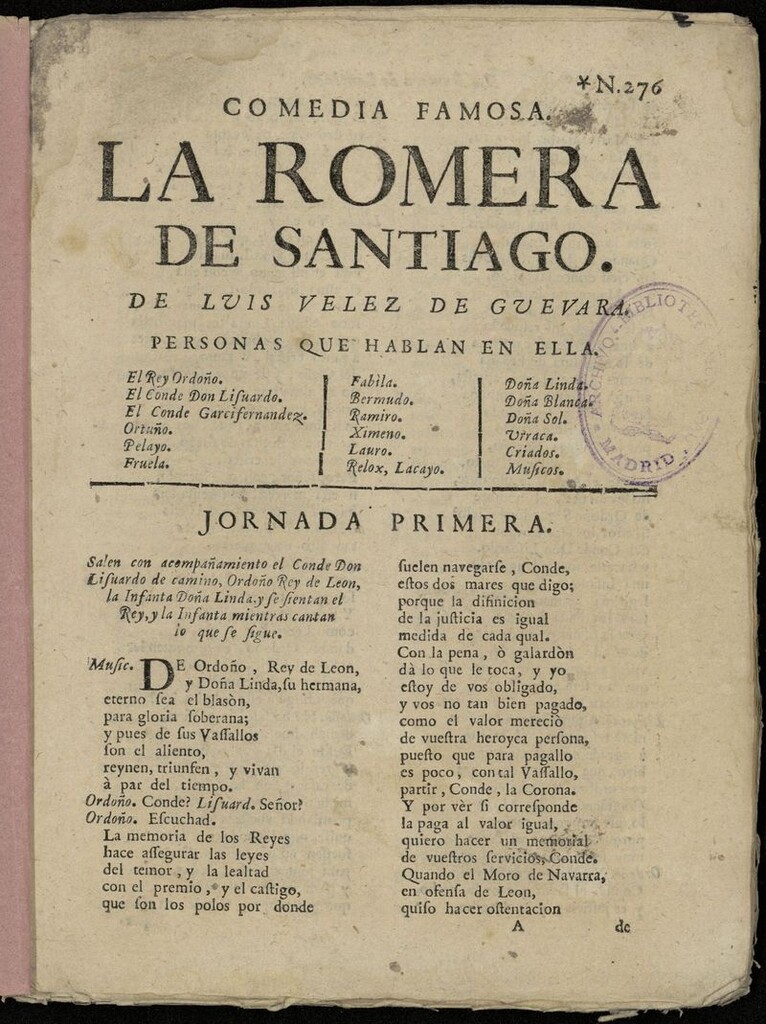 *N.276
COMEDIA FAMOSA.
LA ROMERA
DE SANTIAGO.
DE LVIS VELEZ DE GUEVARA.
PERSONAS QUE HABLAN EN ELLA.
El Rey Ordoño.
El Conde Don Liſuardo.
El Conde Garcifernandez.
Ortuño.
Pelayo.
Fruela.
Fabila.
Bermudo.
Ramiro.
Ximeno.
Lauro.
Relox, Lacayo.
Doña Linda.
Doña Blanca.
Doña Sol.
Urraca.
Criados.
Muſicos.
ARCHIVO BIBLIOTEC
MADRID
JORNADA PRIMERA.
Salen con acompañamiento el Conde Don
Liſuardo de camino, Ordoño Rey de Leon,
la Infanta Doña Linda, y ſe ſientan el
Rey, y la Infanta mientras cantan
lo que ſe ſigue.
Muſic. DE Ordoño, Rey de Leon,
y Doña Linda, ſu hermana,
eterno ſea el blasòn,
para gloria ſoberana;
y pues de ſus Vaſſallos
ſon el aliento,
reynen, triunfen, y vivan
à par del tiempo.
Ordoño. Conde? Liſuard. Señor?
Ordoño. Eſcuchad.
La memoria de los Reyes
hace aſſegurar las leyes
del temor, y la lealtad
con el premio, y el caſtigo,
que ſon los polos por donde
ſuelen navegarſe, Conde,
eſtos dos mares que digo;
porque la difinicion
de la juſticia es igual
medida de cada qual.
Con la pena, ò galardòn
dà lo que le toca, y yo
eſtoy de vos obligado,
y vos no tan bien pagado,
como el valor mereciò
de vueſtra heroyca perſona,
pueſto que para pagallo
es poco, con tal Vaſſallo,
partir, Conde, la Corona.
Y por vèr ſi correſponde
la paga al valor igual,
quiero hacer un memorial
de vueſtros ſervicios, Conde.
Quando el Moro de Navarra,
en ofenſa de Leon,
quiſo hacer oſtentacion
A de